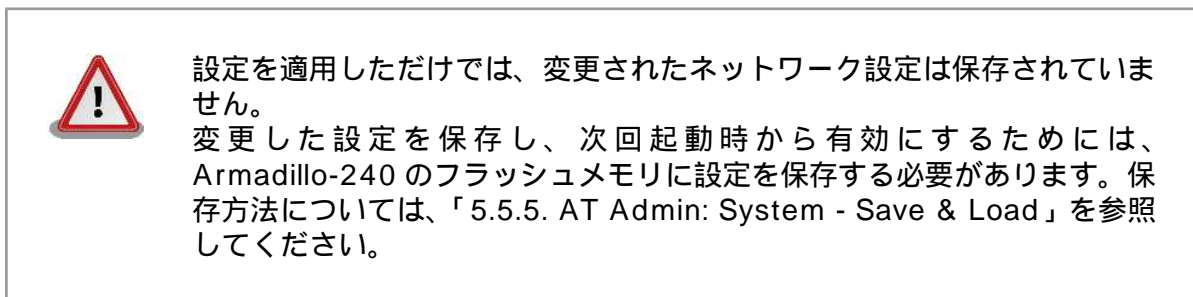 設定を適用しただけでは、変更されたネットワーク設定は保存されていま
せん。
変更した設定を保存し、次回起動時から有効にするためには、
Armadillo-240 のフラッシュメモリに設定を保存する必要があります。保
存方法については、「5.5.5. AT Admin: System - Save & Load」を参照
してください。